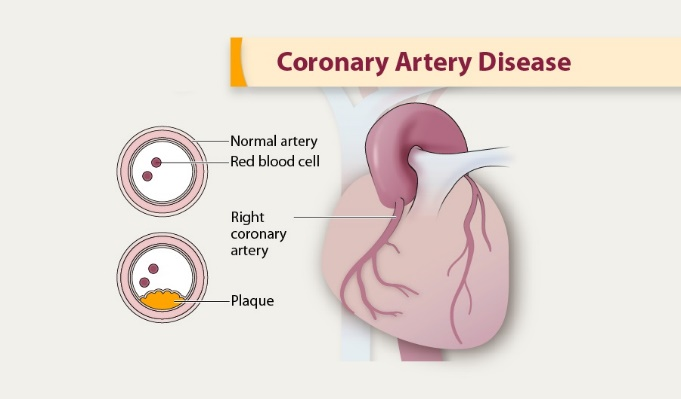 Coronary Artery Disease
Normal artery
Red blood cell
Right
coronary
artery
Plaque